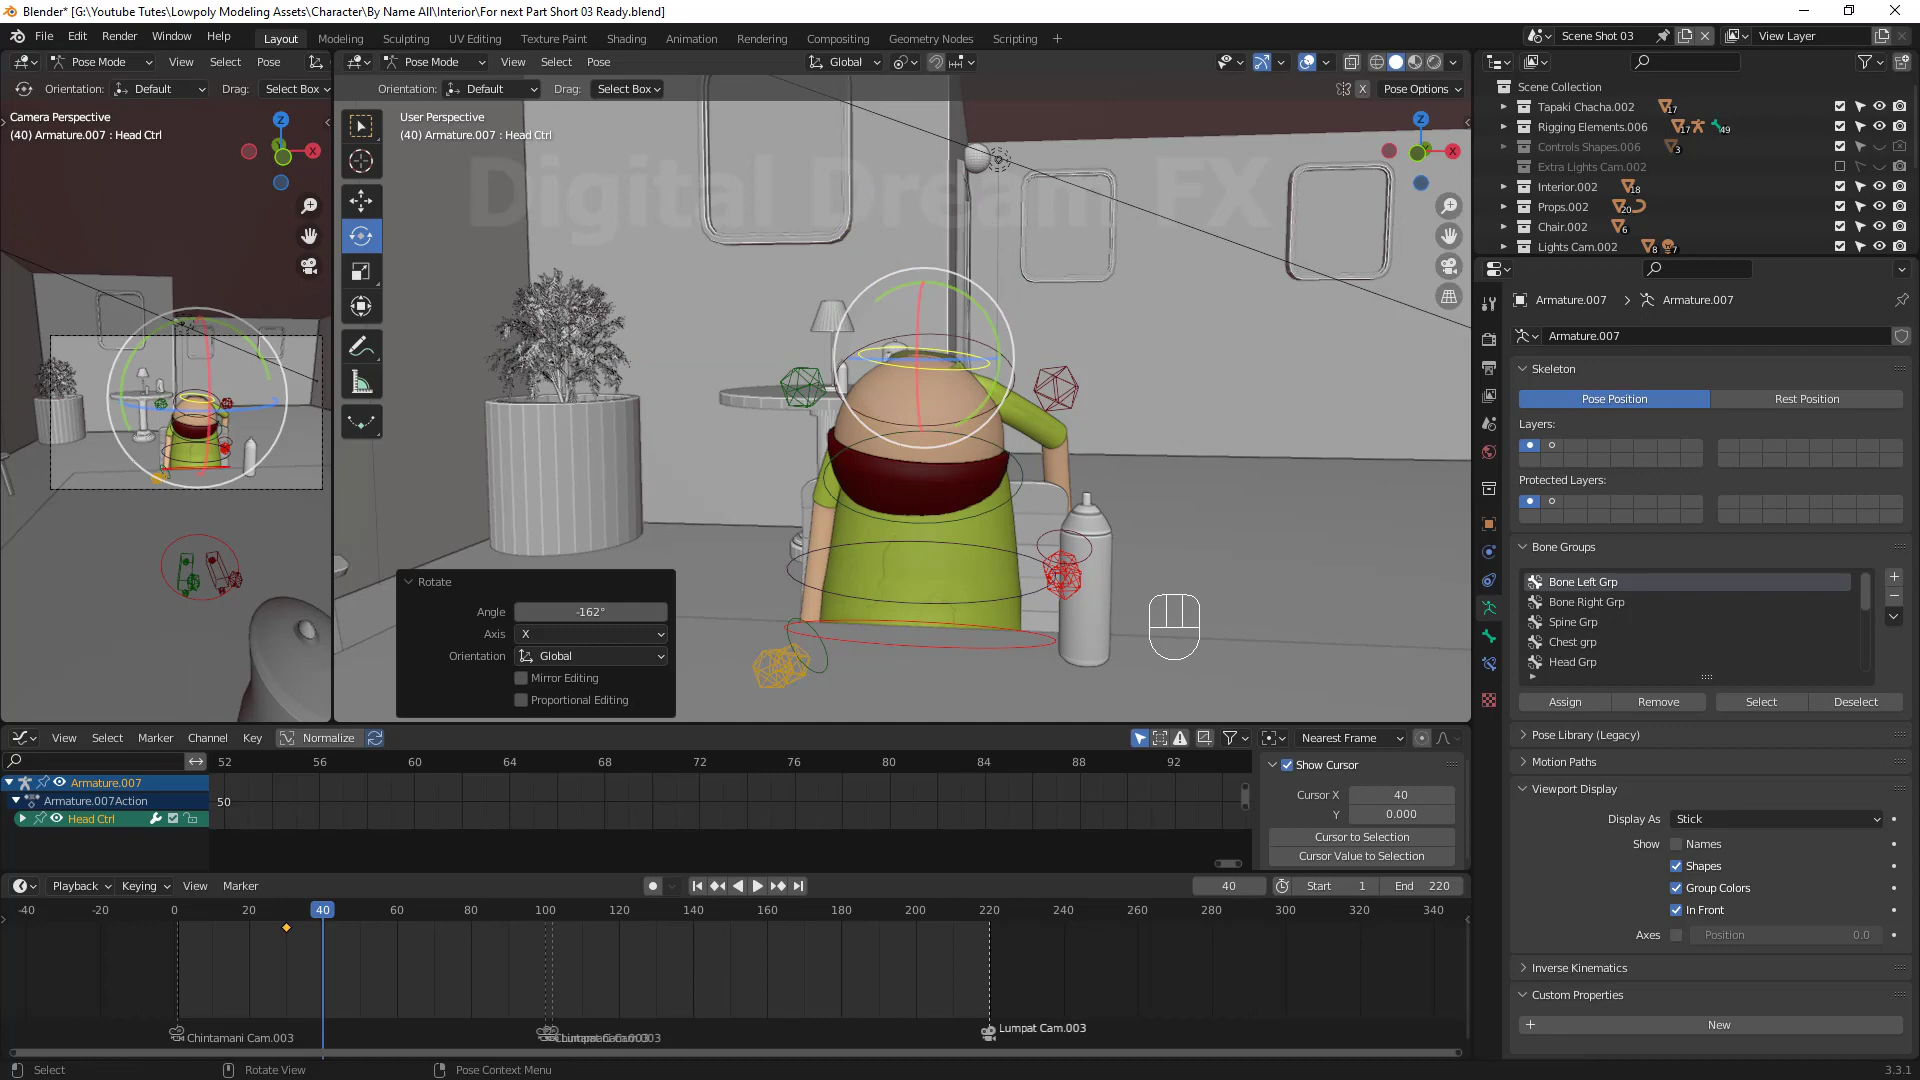 Blender* [G:\Youtube Tutes\Lowpoly Modeling Assets\Character\By Name All\Interior\For next Part Short 03 Ready.blend]
File Edit Render Window Help Layout Modeling Sculpting UV Editing Texture Paint Shading Animation Rendering Compositing Geometry Nodes Scripting + Scene Shot 03 View Layer
Pose Mode View Select Pose
Pose Mode View Select Pose Global
Orientation: Default Drag: Select Box
Orientation: Default Drag: Select Box X Pose Options
Camera Perspective
(40) Armature.007 : Head Ctrl
User Perspective
(40) Armature.007 : Head Ctrl
Z
X
Z
X
Digital Dream FX
Scene Collection
Tapaki Chacha.002 17
Rigging Elements.006 17 49
Controls Shapes.006 3
Extra Lights Cam.002
Interior.002 18
Props.002 20
Chair.002 6
Lights Cam.002 8 7
Armature.007 > Armature.007
Armature.007
Skeleton
Pose Position Rest Position
Layers:
Protected Layers:
Bone Groups
Bone Left Grp
Bone Right Grp
Spine Grp
Chest grp
Head Grp
Assign Remove Select Deselect
Pose Library (Legacy)
Motion Paths
Viewport Display
Display As Stick
Show Names
Shapes
Group Colors
In Front
Axes Position 0.0
Inverse Kinematics
Custom Properties
+ New
Rotate
Angle -162°
Axis X
Orientation Global
Mirror Editing
Proportional Editing
View Select Marker Channel Key Normalize Nearest Frame
52 56 60 64 68 72 76 80 84 88 92
Armature.007
Armature.007Action
Head Ctrl
50
Show Cursor
Cursor X 40
Y 0.000
Cursor to Selection
Cursor Value to Selection
Playback Keying View Marker 40 Start 1 End 220
-40 -20 0 20 40 60 80 100 120 140 160 180 200 220 240 260 280 300 320 340
Chintamani Cam.003
Lumpat Cam.003
Select Rotate View Pose Context Menu 3.3.1